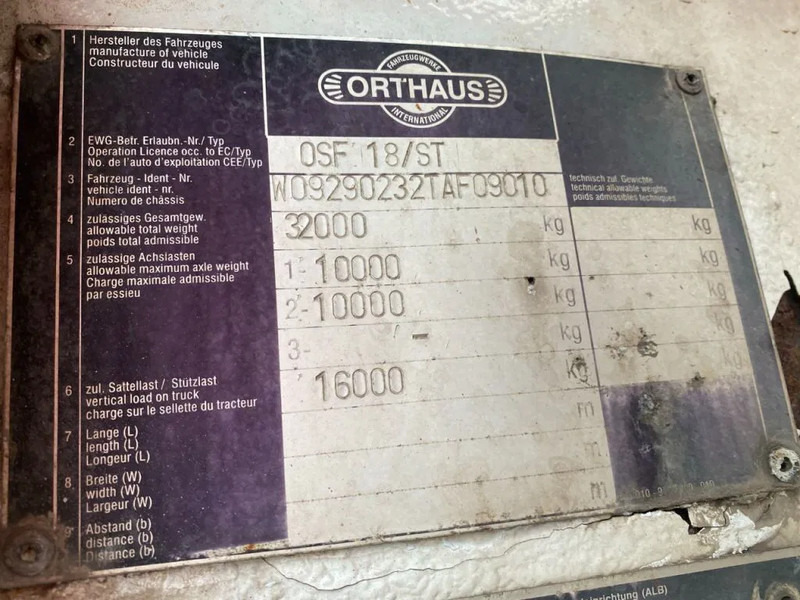 1 Hersteller des Fahrzeuges
manufacture of vehicle
Constructeur du vehicule
FAHRZEUGWERKE
ORTHAUS
INTERNATIONAL
2 EWG-Betr. Erlaubn.-Nr./ Typ
Operation Licence occ. to EC/Typ
No. de l'auto d'exploitation CEE/Typ
OSF 18/ST
3 Fahrzeug - Ident - Nr.
vehicle ident - nr.
Numero de châssis
W09290232TAF09010
technisch zul. Gewichte
technical allowable weights
poids admissibles techniques
4 zulässiges Gesamtgew.
allowable total weight
poids total admissible
32000 kg kg
5 zulässige Achslasten
allowable maximum axle weight
Charge maximale admissible
par essieu
1- 10000 kg kg
2- 10000 kg kg
3- - kg kg
6 zul. Sattellast / Stützlast
vertical load on truck
charge sur le sellette du tracteur
16000 kg
7 Länge (L)
length (L)
Longeur (L)
m
8 Breite (W)
width (W)
Largeur (W)
m
9 Abstand (b)
distance (b)
Distance (b)
m
(ALB)